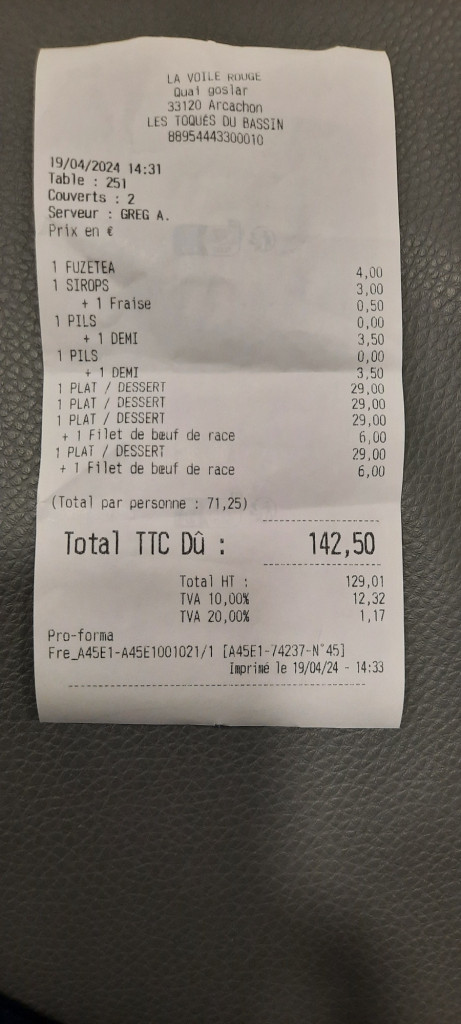 LA VOILE ROUGE
Quai goslar
33120 Arcachon
LES TOQUÉS DU BASSIN
88954443300010
19/04/2024 14:31
Table : 251
Couverts : 2
Serveur : GREG A.
Prix en €
1 FUZETEA 4,00
1 SIROPS 3,00
+ 1 Fraise 0,50
1 PILS 0,00
+ 1 DEMI 3,50
1 PILS 0,00
+ 1 DEMI 3,50
1 PLAT / DESSERT 29,00
1 PLAT / DESSERT 29,00
1 PLAT / DESSERT 29,00
+ 1 Filet de bœuf de race 6,00
1 PLAT / DESSERT 29,00
+ 1 Filet de bœuf de race 6,00
(Total par personne : 71,25)
Total TTC Dû : 142,50
Total HT : 129,01
TVA 10,00% 12,32
TVA 20,00% 1,17
Pro-forma
Fre_A45E1-A45E1001021/1 [A45E1-74237-N°45]
Imprimé le 19/04/24 - 14:33